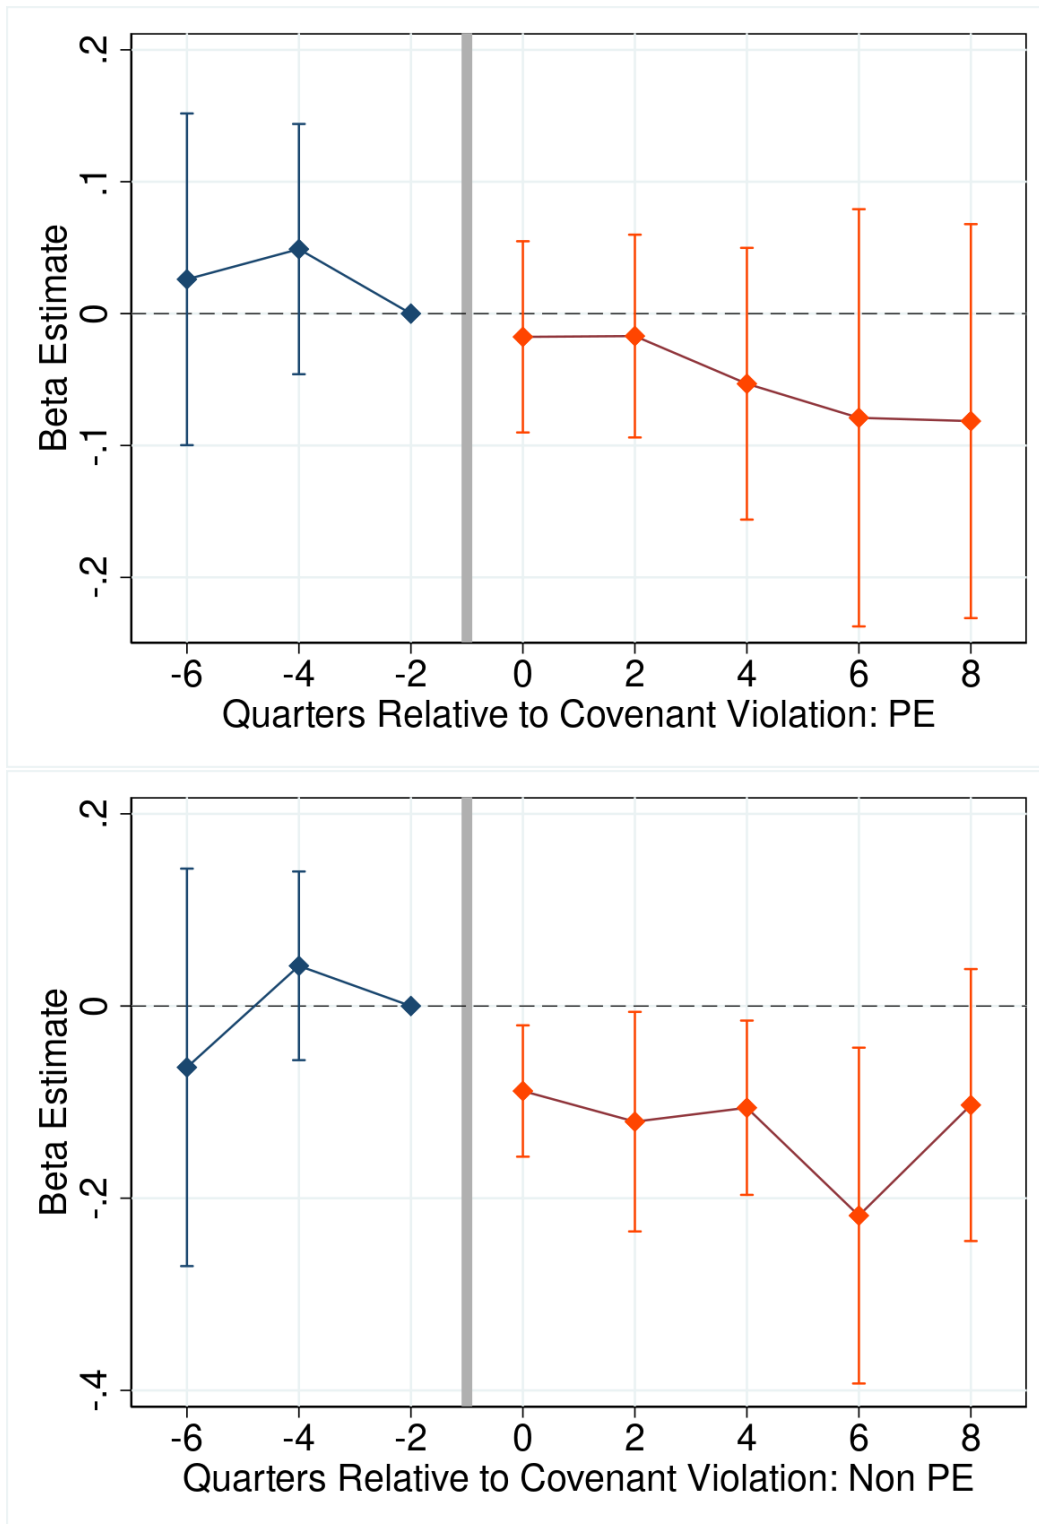 .2
.1
0
-.1
-.2
Beta Estimate
-6 -4 -2 0 2 4 6 8
Quarters Relative to Covenant Violation: PE
.2
0
-.2
-.4
Beta Estimate
-6 -4 -2 0 2 4 6 8
Quarters Relative to Covenant Violation: Non PE